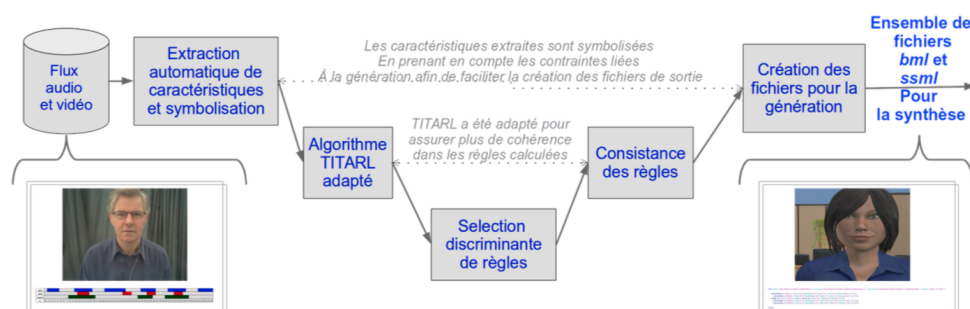 Flux
audio
et vidéo
Extraction
automatique de
caractéristiques
et symbolisation
Les caractéristiques extraites sont symbolisées
En prenant en compte les contraintes liées
À la génération afin de faciliter la création des fichiers de sortie
Algorithme
TITARL
adapté
TITARL a été adapté pour
assurer plus de cohérence
dans les règles calculées
Selection
discriminante
de règles
Consistance
des règles
Création des
fichiers pour la
génération
Ensemble de
fichiers
bml et
ssml
Pour
la synthèse